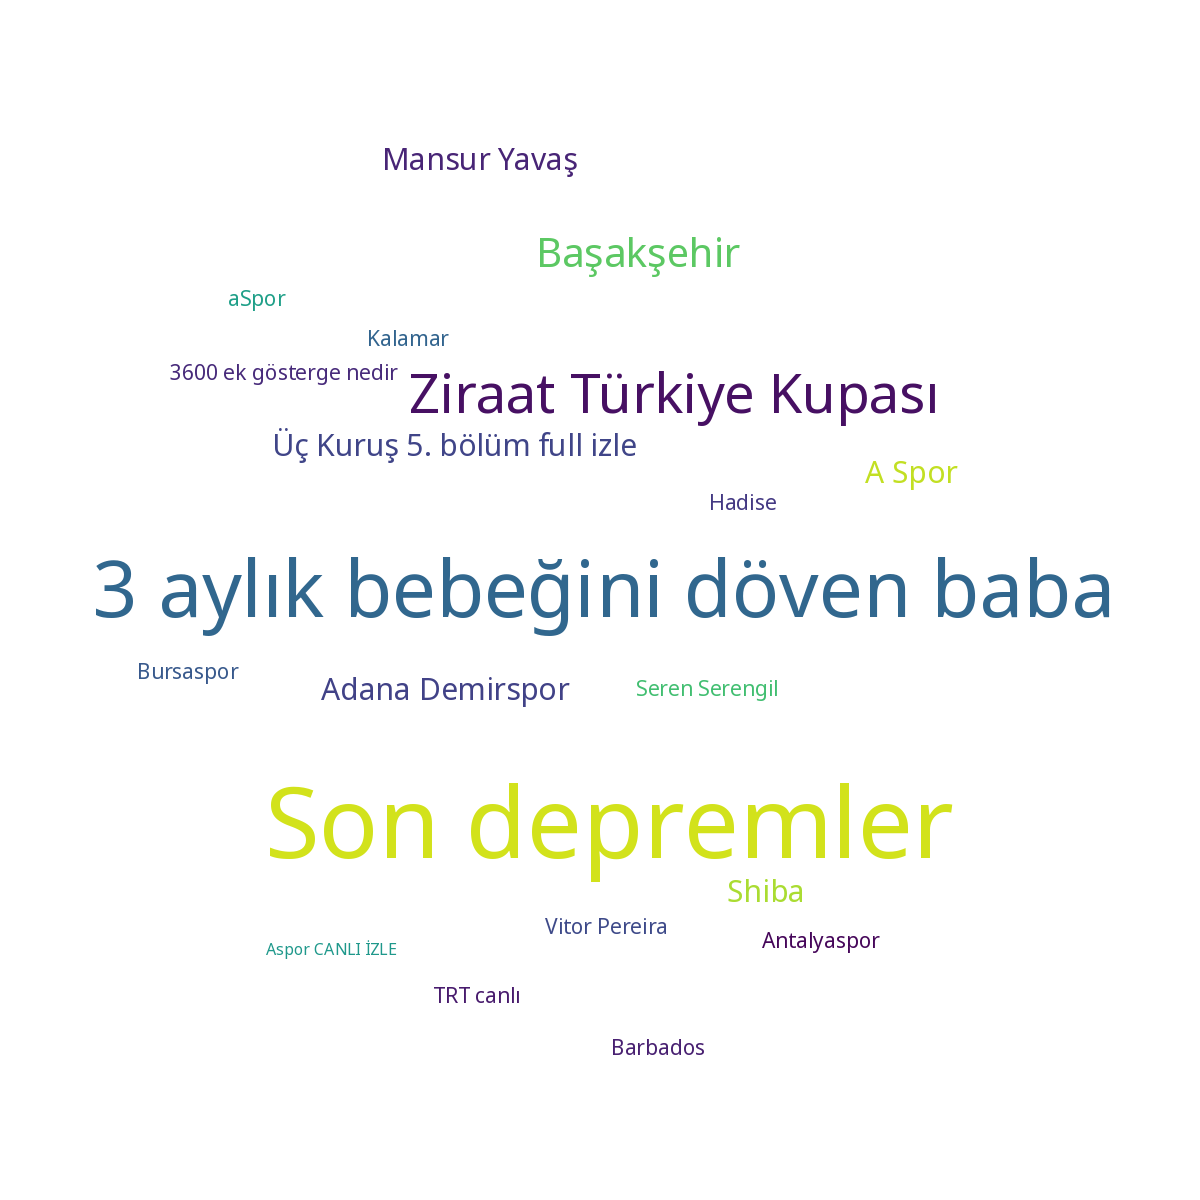 Mansur Yavaş
Başakşehir
aSpor
Kalamar
3600 ek gösterge nedir
Ziraat Türkiye Kupası
Üç Kuruş 5. bölüm full izle
A Spor
Hadise
3 aylık bebeğini döven baba
Bursaspor
Adana Demirspor
Seren Serengil
Son depremler
Shiba
Vitor Pereira
Antalyaspor
Aspor CANLI İZLE
TRT canlı
Barbados